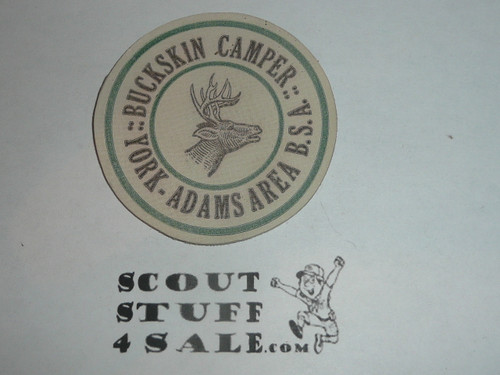 :: BUCKSKIN CAMPER ::
YORK - ADAMS AREA B.S.A.
SCOUT
STUFF
4 SALE.COM